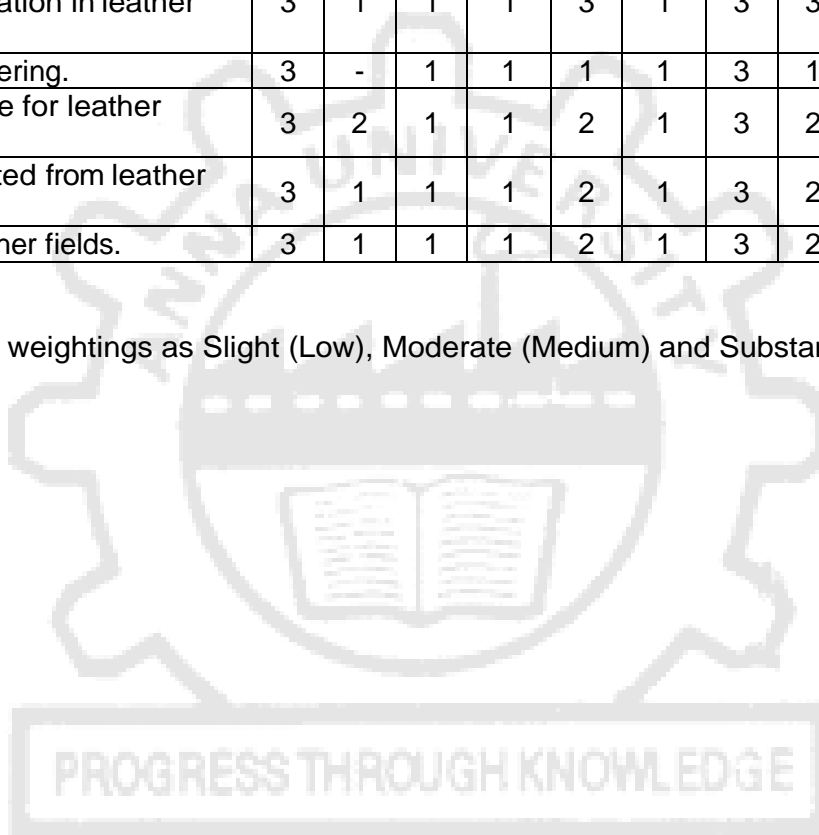 ation in leather 3 1 1 1 3 1 3 3
ering. 3 - 1 1 1 1 3 1
e for leather 3 2 1 1 2 1 3 2
ted from leather 3 1 1 1 2 1 3 2
ner fields. 3 1 1 1 2 1 3 2
weightings as Slight (Low), Moderate (Medium) and Substan
ANNA UNIVERSITY
PROGRESS THROUGH KNOWLEDGE